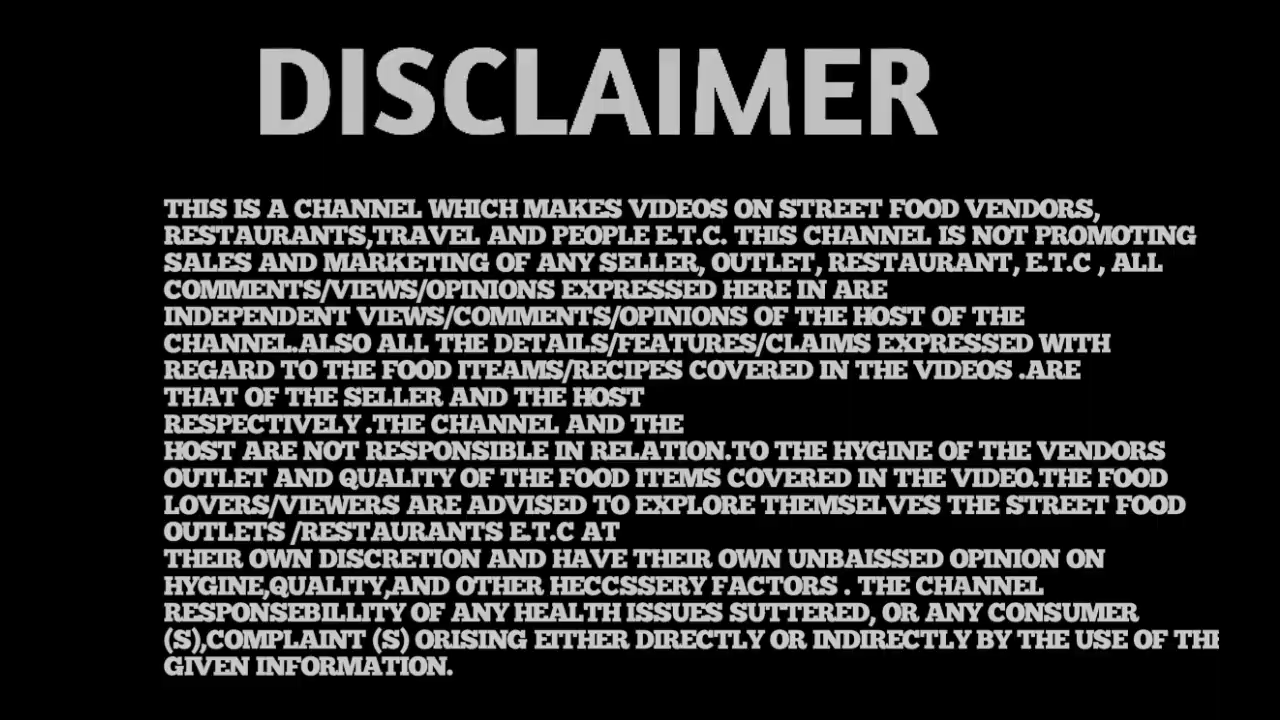 DISCLAIMER
THIS IS A CHANNEL WHICH MAKES VIDEOS ON STREET FOOD VENDORS,
RESTAURANTS,TRAVEL AND PEOPLE E.T.C. THIS CHANNEL IS NOT PROMOTING
SALES AND MARKETING OF ANY SELLER, OUTLET, RESTAURANT, E.T.C , ALL
COMMENTS/VIEWS/OPINIONS EXPRESSED HERE IN ARE
INDEPENDENT VIEWS/COMMENTS/OPINIONS OF THE HOST OF THE
CHANNEL.ALSO ALL THE DETAILS/FEATURES/CLAIMS EXPRESSED WITH
REGARD TO THE FOOD ITEAMS/RECIPES COVERED IN THE VIDEOS .ARE
THAT OF THE SELLER AND THE HOST
RESPECTIVELY .THE CHANNEL AND THE
HOST ARE NOT RESPONSIBLE IN RELATION.TO THE HYGINE OF THE VENDORS
OUTLET AND QUALITY OF THE FOOD ITEMS COVERED IN THE VIDEO.THE FOOD
LOVERS/VIEWERS ARE ADVISED TO EXPLORE THEMSELVES THE STREET FOOD
OUTLETS /RESTAURANTS E.T.C AT
THEIR OWN DISCRETION AND HAVE THEIR OWN UNBAISSED OPINION ON
HYGINE,QUALITY,AND OTHER HECCSSERY FACTORS . THE CHANNEL
RESPONSEBILLITY OF ANY HEALTH ISSUES SUTTERED, OR ANY CONSUMER
(S),COMPLAINT (S) ORISING EITHER DIRECTLY OR INDIRECTLY BY THE USE OF THE
GIVEN INFORMATION.